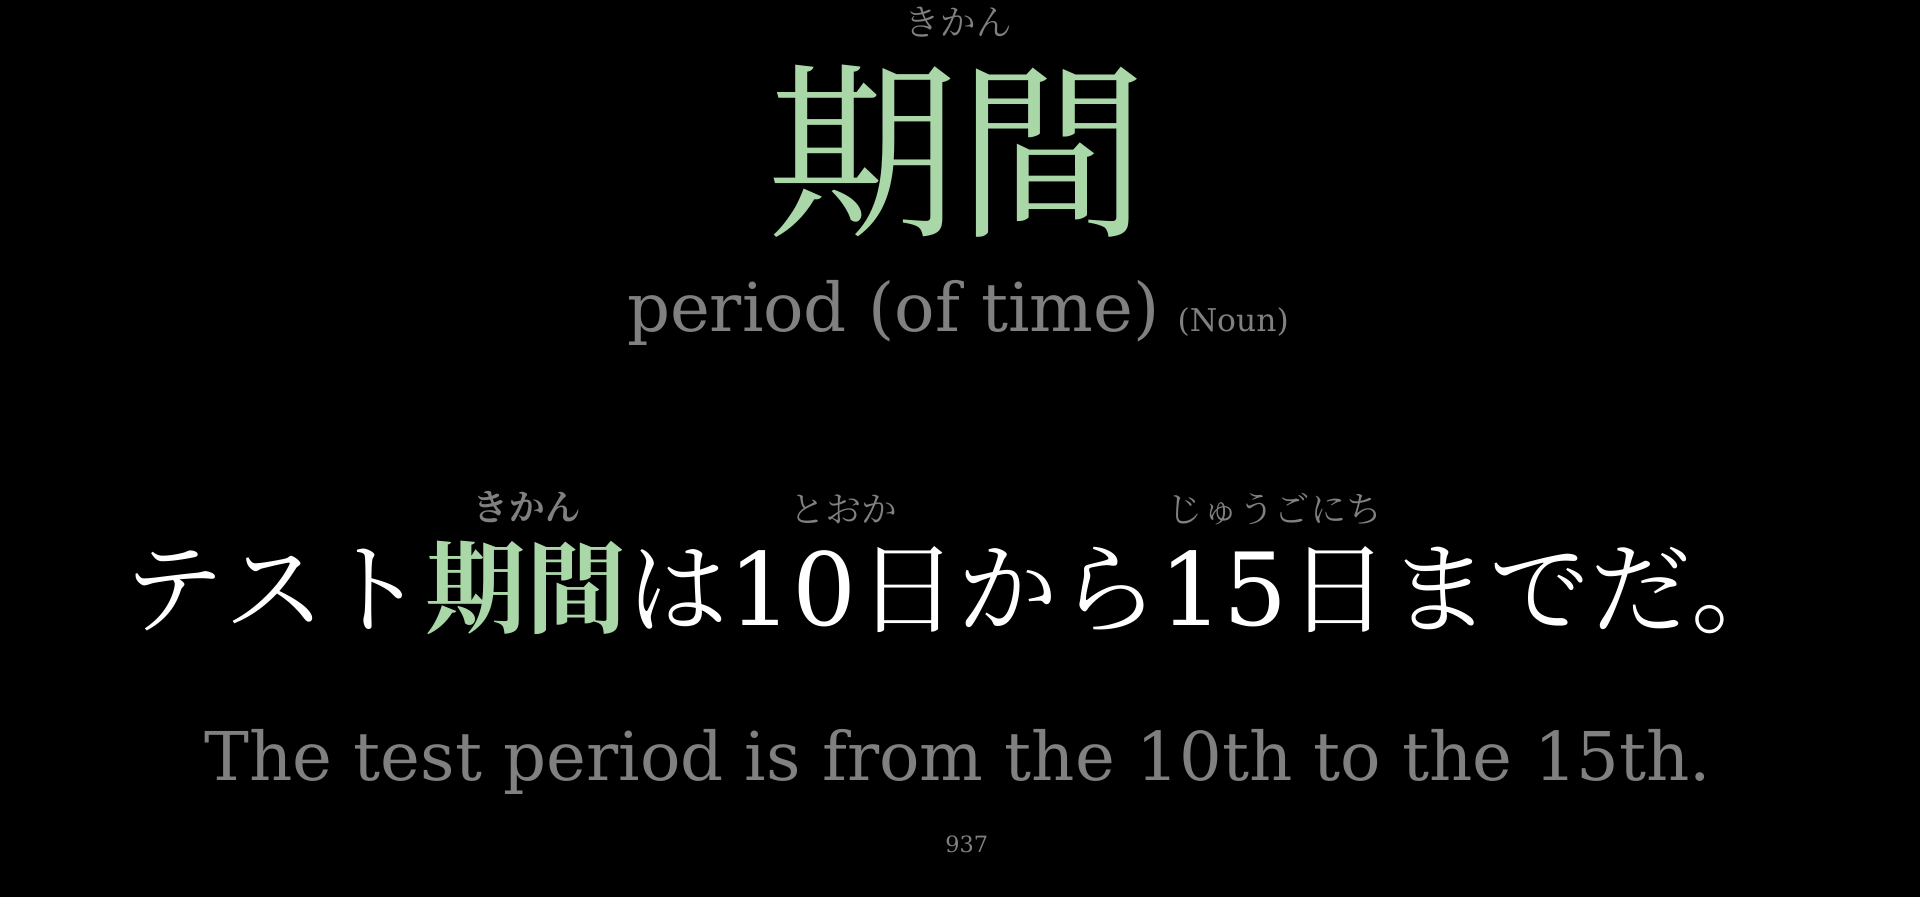 きかん
期間
period (of time) (Noun)
きかん とおか じゅうごにち
テスト期間は10日から15日までだ。
The test period is from the 10th to the 15th.
937